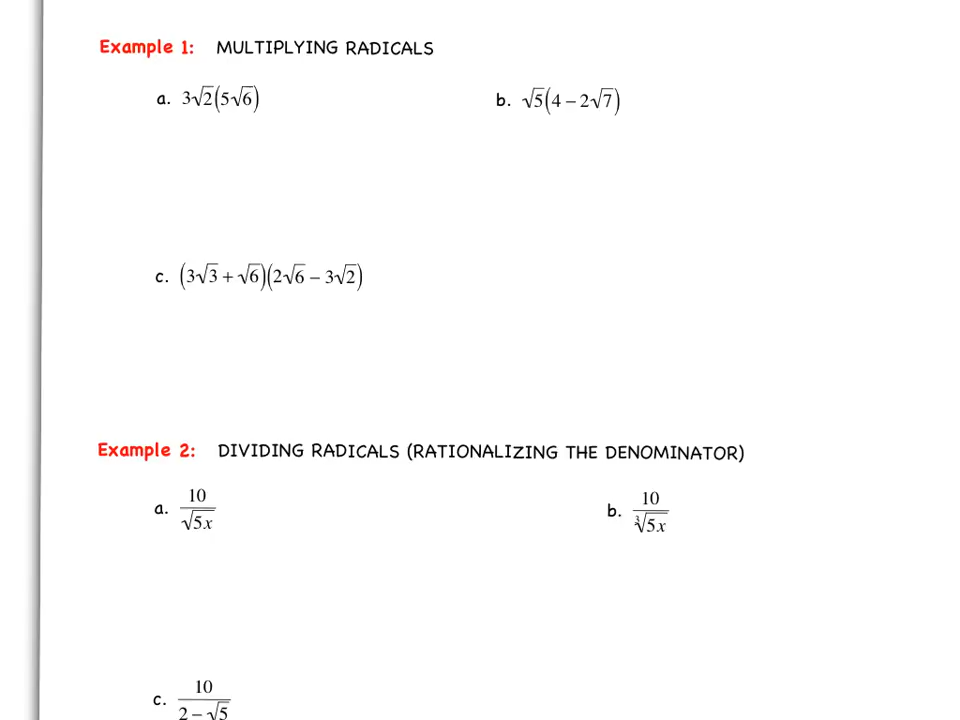 Example 1: MULTIPLYING RADICALS
a. 3√2(5√6) b. √5(4 − 2√7)
c. (3√3 + √6)(2√6 − 3√2)
Example 2: DIVIDING RADICALS (RATIONALIZING THE DENOMINATOR)
a. 10/√5x b. 10/∛5x
c. 10/2 − √5